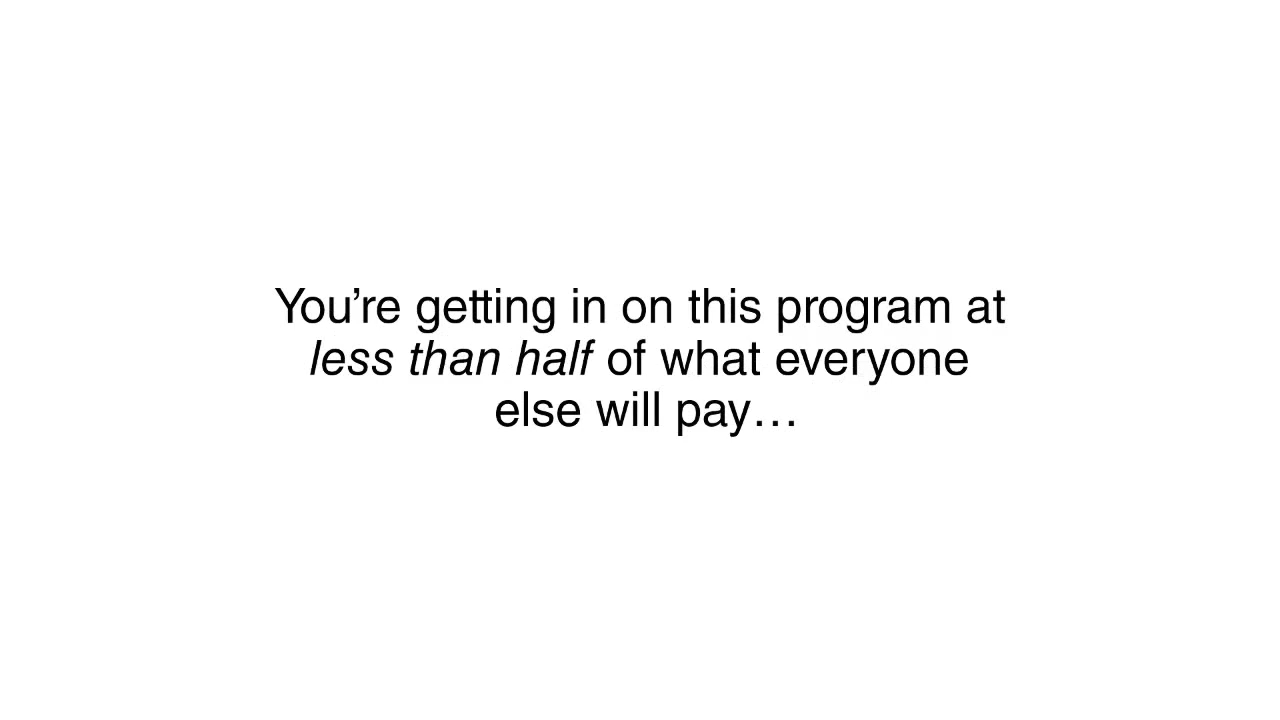 You’re getting in on this program at
less than half of what everyone
else will pay…